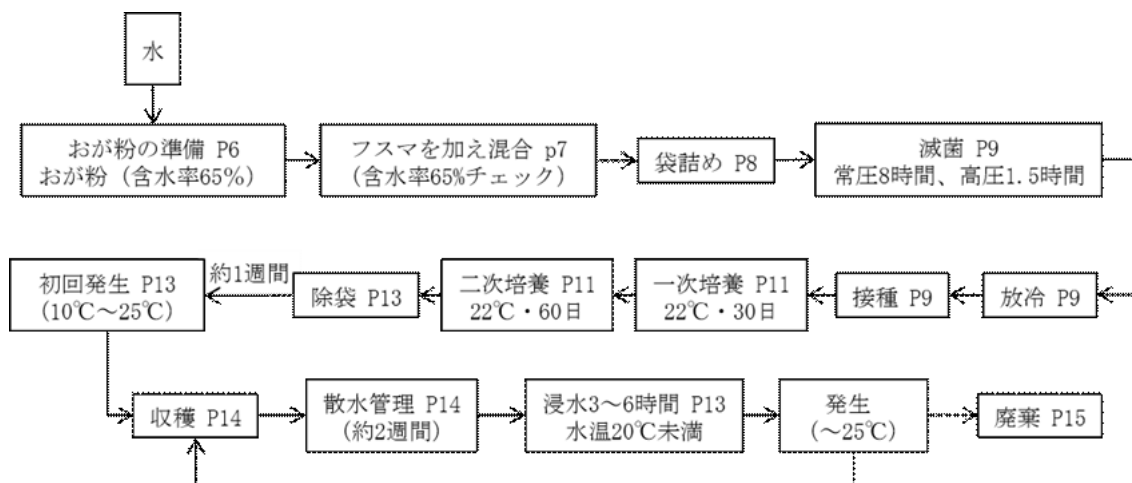 水
おが粉の準備 P6
おが粉（含水率65%）
フスマを加え混合 p7
（含水率65%チェック）
袋詰め P8
滅菌 P9
常圧8時間、高圧1.5時間
放冷 P9
接種 P9
一次培養 P11
22℃・30日
二次培養 P11
22℃・60日
除袋 P13
約1週間
初回発生 P13
(10℃～25℃)
収穫 P14
散水管理 P14
(約2週間)
浸水3～6時間 P13
水温20℃未満
発生
(～25℃)
廃棄 P15